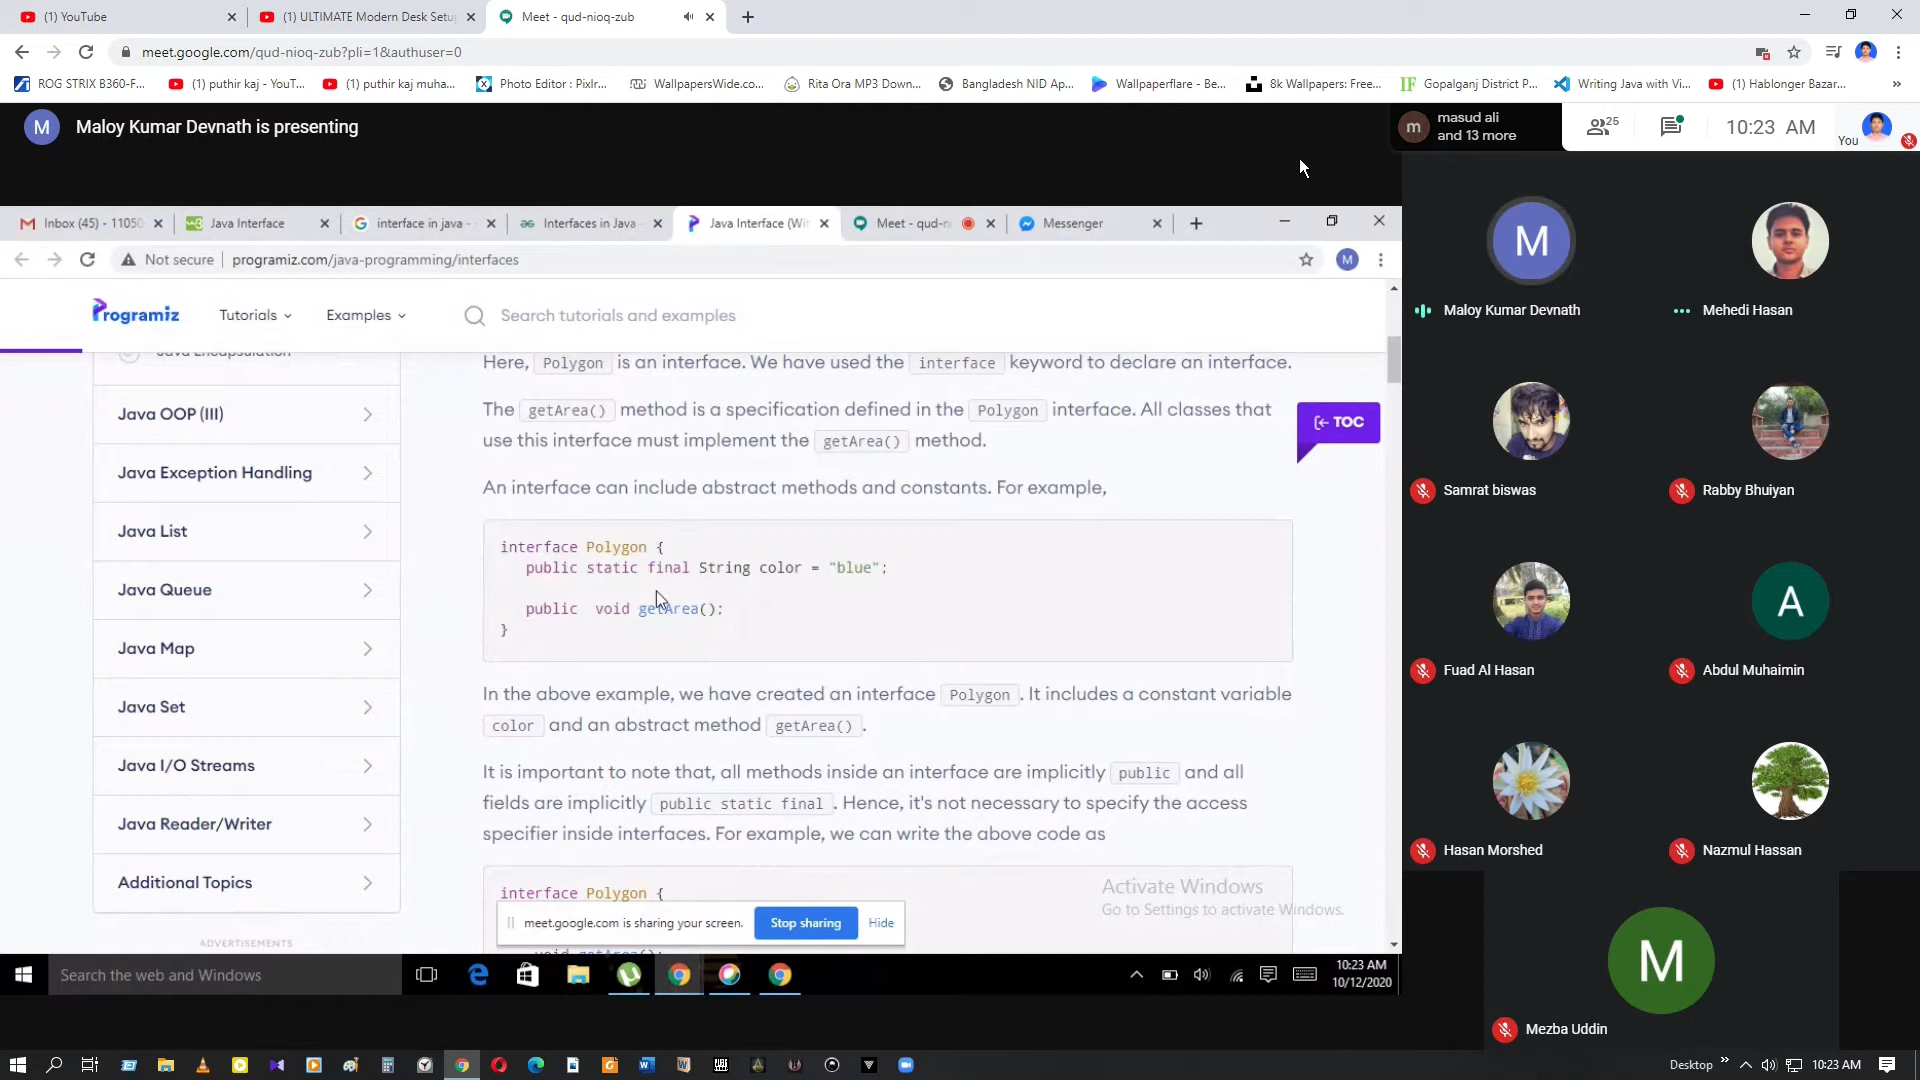 (1) YouTube
(1) ULTIMATE Modern Desk Setu
Meet - qud-nioq-zub
meet.google.com/qud-nioq-zub?pli=1&authuser=0
ROG STRIX B360-F...
(1) puthir kaj - YouT...
(1) puthir kaj muha...
Photo Editor : Pixlr...
WallpapersWide.co...
Rita Ora MP3 Down...
Bangladesh NID Ap...
Wallpaperflare - Be...
8k Wallpapers: Free...
Gopalganj District P...
Writing Java with Vi...
(1) Hablonger Bazar...
M
Maloy Kumar Devnath is presenting
m
masud ali
and 13 more
25
10:23 AM
You
Inbox (45) - 11050
Java Interface
interface in java -
Interfaces in Java -
Java Interface (Wit
Meet - qud-n
Messenger
Not secure
programiz.com/java-programming/interfaces
M
Programiz
Tutorials
Examples
Search tutorials and examples
Java Encapsulation
Java OOP (III)
Java Exception Handling
Java List
Java Queue
Java Map
Java Set
Java I/O Streams
Java Reader/Writer
Additional Topics
ADVERTISEMENTS
Here, Polygon is an interface. We have used the interface keyword to declare an interface.
The getArea() method is a specification defined in the Polygon interface. All classes that
use this interface must implement the getArea() method.
TOC
An interface can include abstract methods and constants. For example,
interface Polygon {
public static final String color = "blue";
public void getArea();
}
In the above example, we have created an interface Polygon. It includes a constant variable
color and an abstract method getArea().
It is important to note that, all methods inside an interface are implicitly public and all
fields are implicitly public static final. Hence, it's not necessary to specify the access
specifier inside interfaces. For example, we can write the above code as
interface Polygon {
void getArea();
Activate Windows
Go to Settings to activate Windows.
meet.google.com is sharing your screen.
Stop sharing
Hide
Search the web and Windows
10:23 AM
10/12/2020
M
Maloy Kumar Devnath
Mehedi Hasan
Samrat biswas
Rabby Bhuiyan
Fuad Al Hasan
A
Abdul Muhaimin
Hasan Morshed
Nazmul Hassan
M
Mezba Uddin
Desktop
10:23 AM